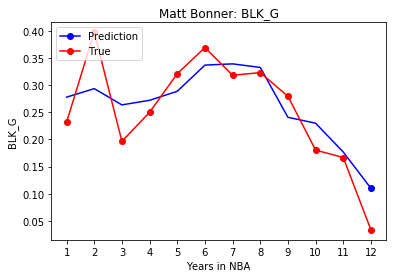 Matt Bonner: BLK_G
Prediction
True
0.40
0.35
0.30
0.25
0.20
0.15
0.10
0.05
BLK_G
1 2 3 4 5 6 7 8 9 10 11 12
Years in NBA